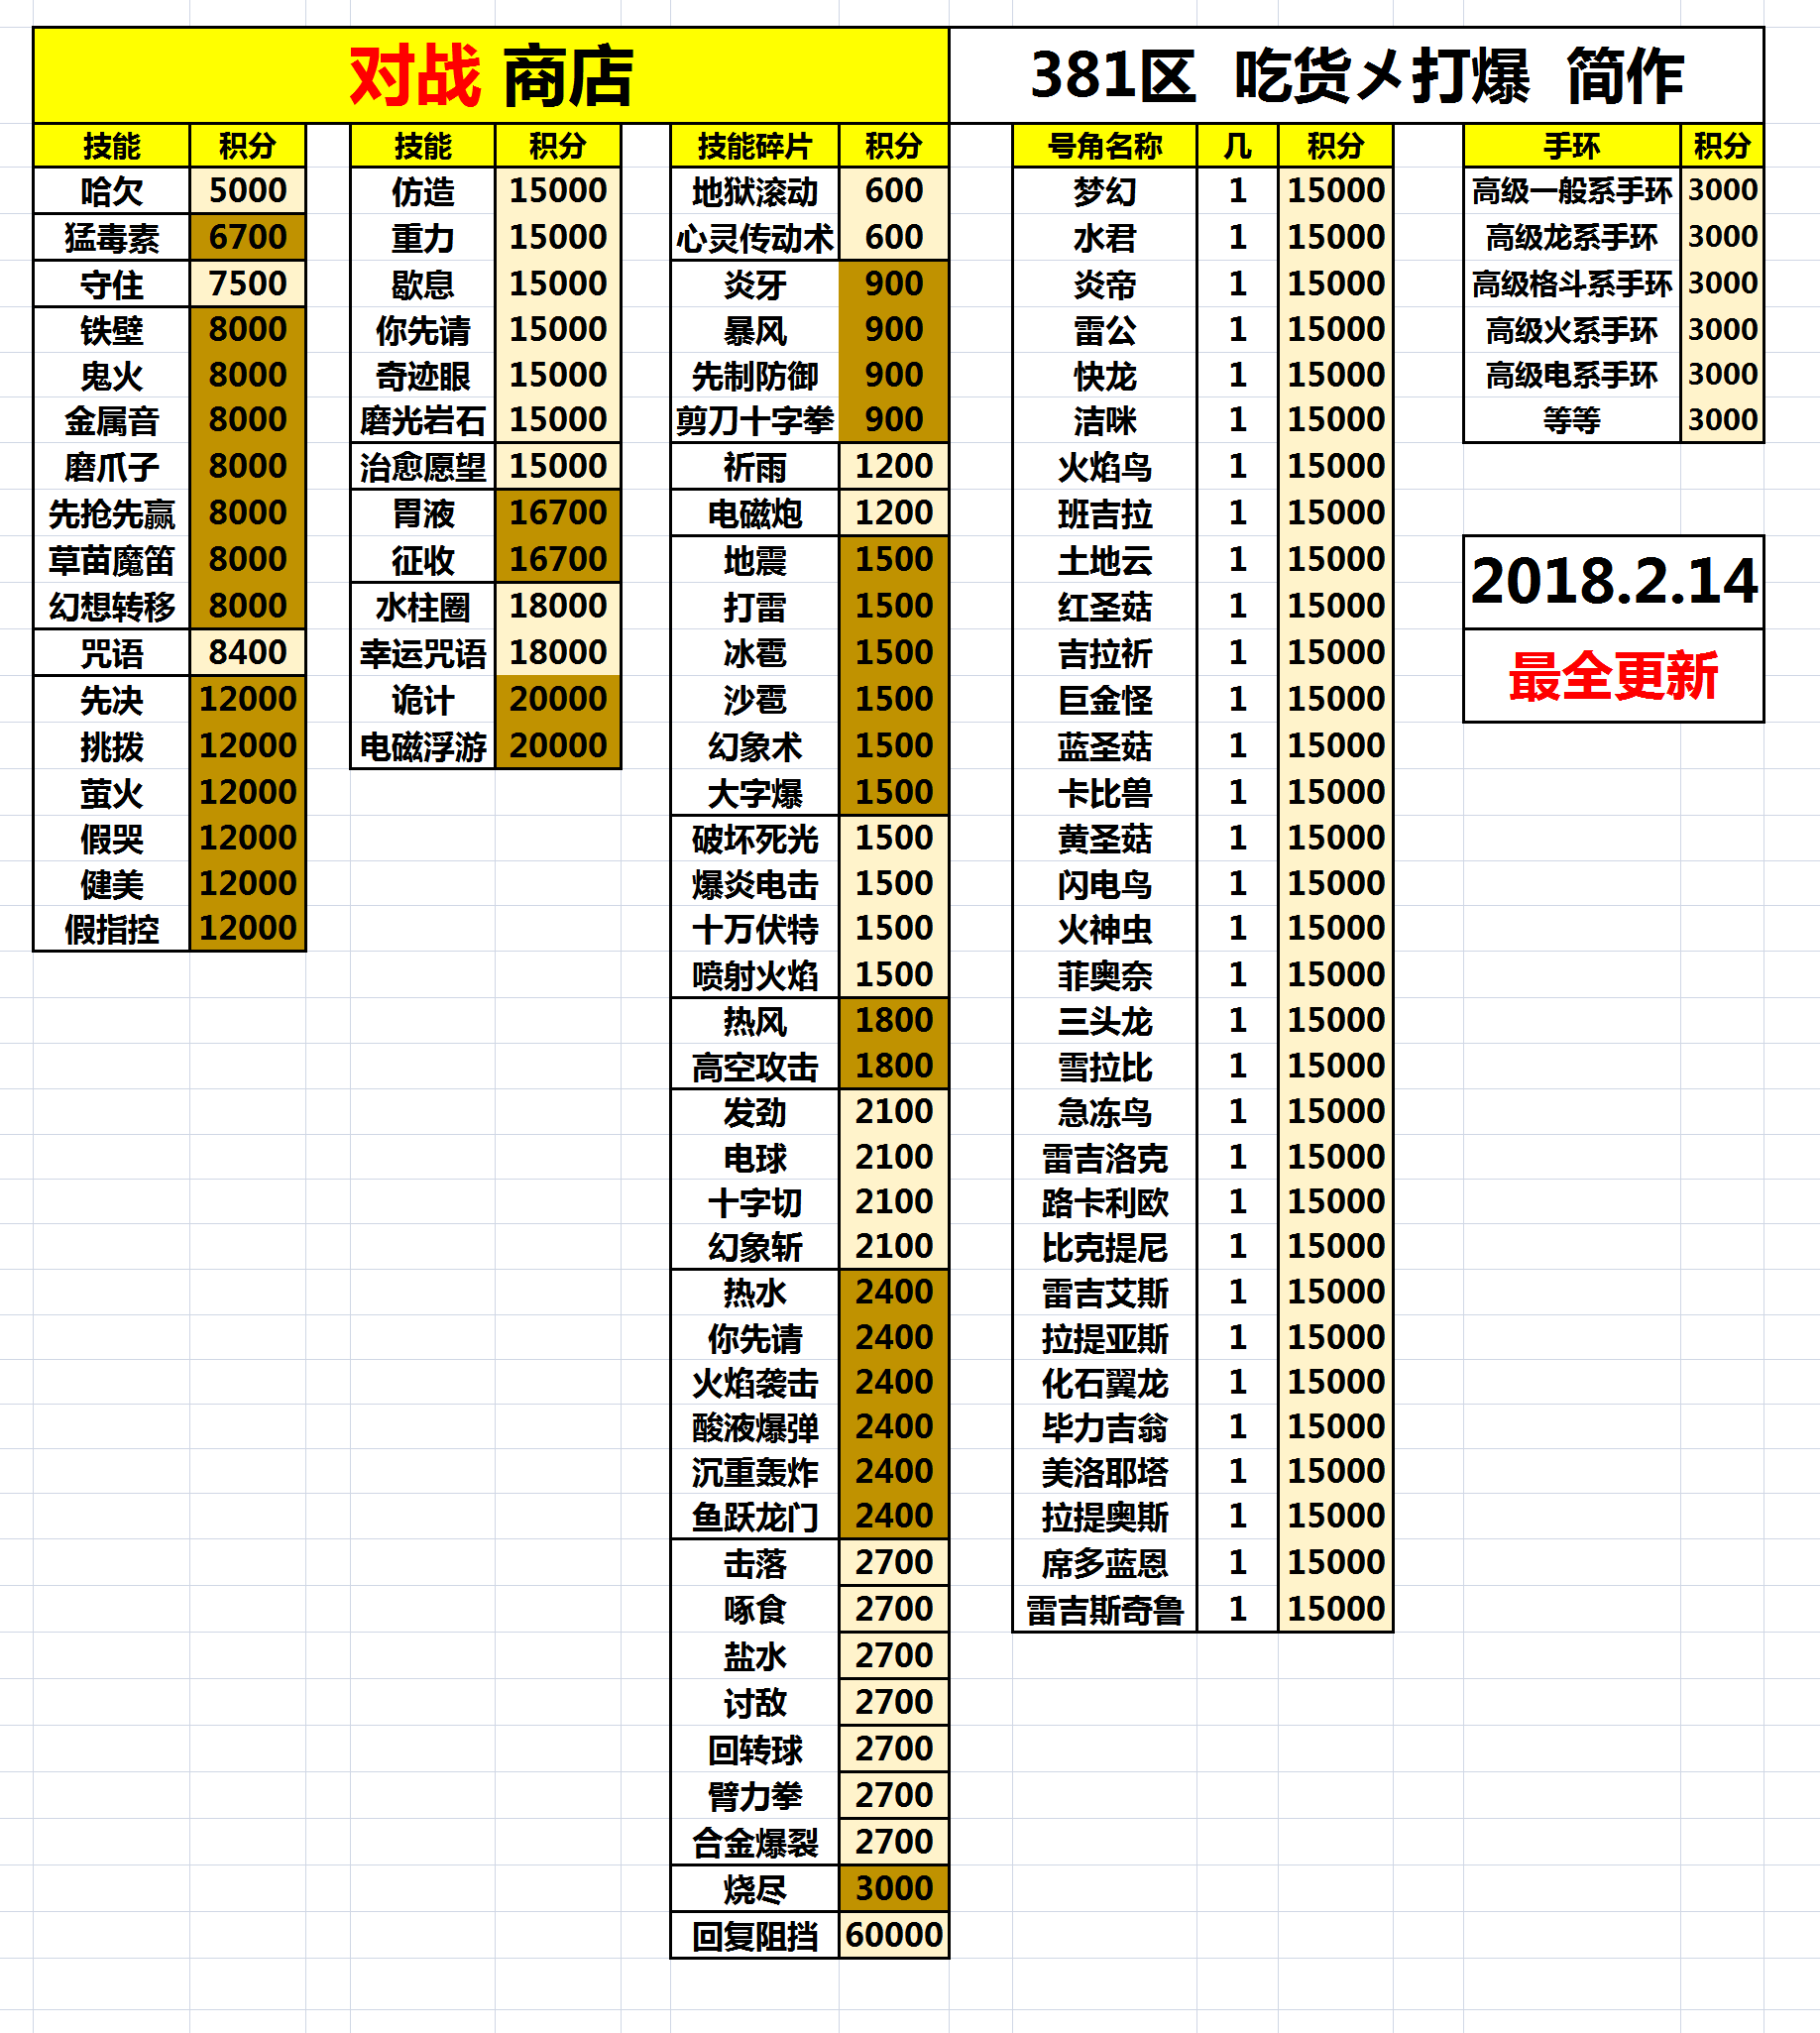 对战 商店 381区 吃货メ打爆 简作
技能 积分 技能 积分 技能碎片 积分 号角名称 几 积分 手环 积分
哈欠 5000 仿造 15000 地狱滚动 600 梦幻 1 15000 高级一般系手环 3000
猛毒素 6700 重力 15000 心灵传动术 600 水君 1 15000 高级龙系手环 3000
守住 7500 歇息 15000 炎牙 900 炎帝 1 15000 高级格斗系手环 3000
铁壁 8000 你先请 15000 暴风 900 雷公 1 15000 高级火系手环 3000
鬼火 8000 奇迹眼 15000 先制防御 900 快龙 1 15000 高级电系手环 3000
金属音 8000 磨光岩石 15000 剪刀十字拳 900 洁咪 1 15000 等等 3000
磨爪子 8000 治愈愿望 15000 祈雨 1200 火焰鸟 1 15000
先抢先赢 8000 胃液 16700 电磁炮 1200 班吉拉 1 15000
草苗魔笛 8000 征收 16700 地震 1500 土地云 1 15000 2018.2.14
幻想转移 8000 水柱圈 18000 打雷 1500 红圣菇 1 15000
咒语 8400 幸运咒语 18000 冰雹 1500 吉拉祈 1 15000 最全更新
先决 12000 诡计 20000 沙雹 1500 巨金怪 1 15000
挑拨 12000 电磁浮游 20000 幻象术 1500 蓝圣菇 1 15000
萤火 12000 大字爆 1500 卡比兽 1 15000
假哭 12000 破坏死光 1500 黄圣菇 1 15000
健美 12000 爆炎电击 1500 闪电鸟 1 15000
假指控 12000 十万伏特 1500 火神虫 1 15000
喷射火焰 1500 菲奥奈 1 15000
热风 1800 三头龙 1 15000
高空攻击 1800 雪拉比 1 15000
发劲 2100 急冻鸟 1 15000
电球 2100 雷吉洛克 1 15000
十字切 2100 路卡利欧 1 15000
幻象斩 2100 比克提尼 1 15000
热水 2400 雷吉艾斯 1 15000
你先请 2400 拉提亚斯 1 15000
火焰袭击 2400 化石翼龙 1 15000
酸液爆弹 2400 毕力吉翁 1 15000
沉重轰炸 2400 美洛耶塔 1 15000
鱼跃龙门 2400 拉提奥斯 1 15000
击落 2700 席多蓝恩 1 15000
啄食 2700 雷吉斯奇鲁 1 15000
盐水 2700
讨敌 2700
回转球 2700
臂力拳 2700
合金爆裂 2700
烧尽 3000
回复阻挡 60000